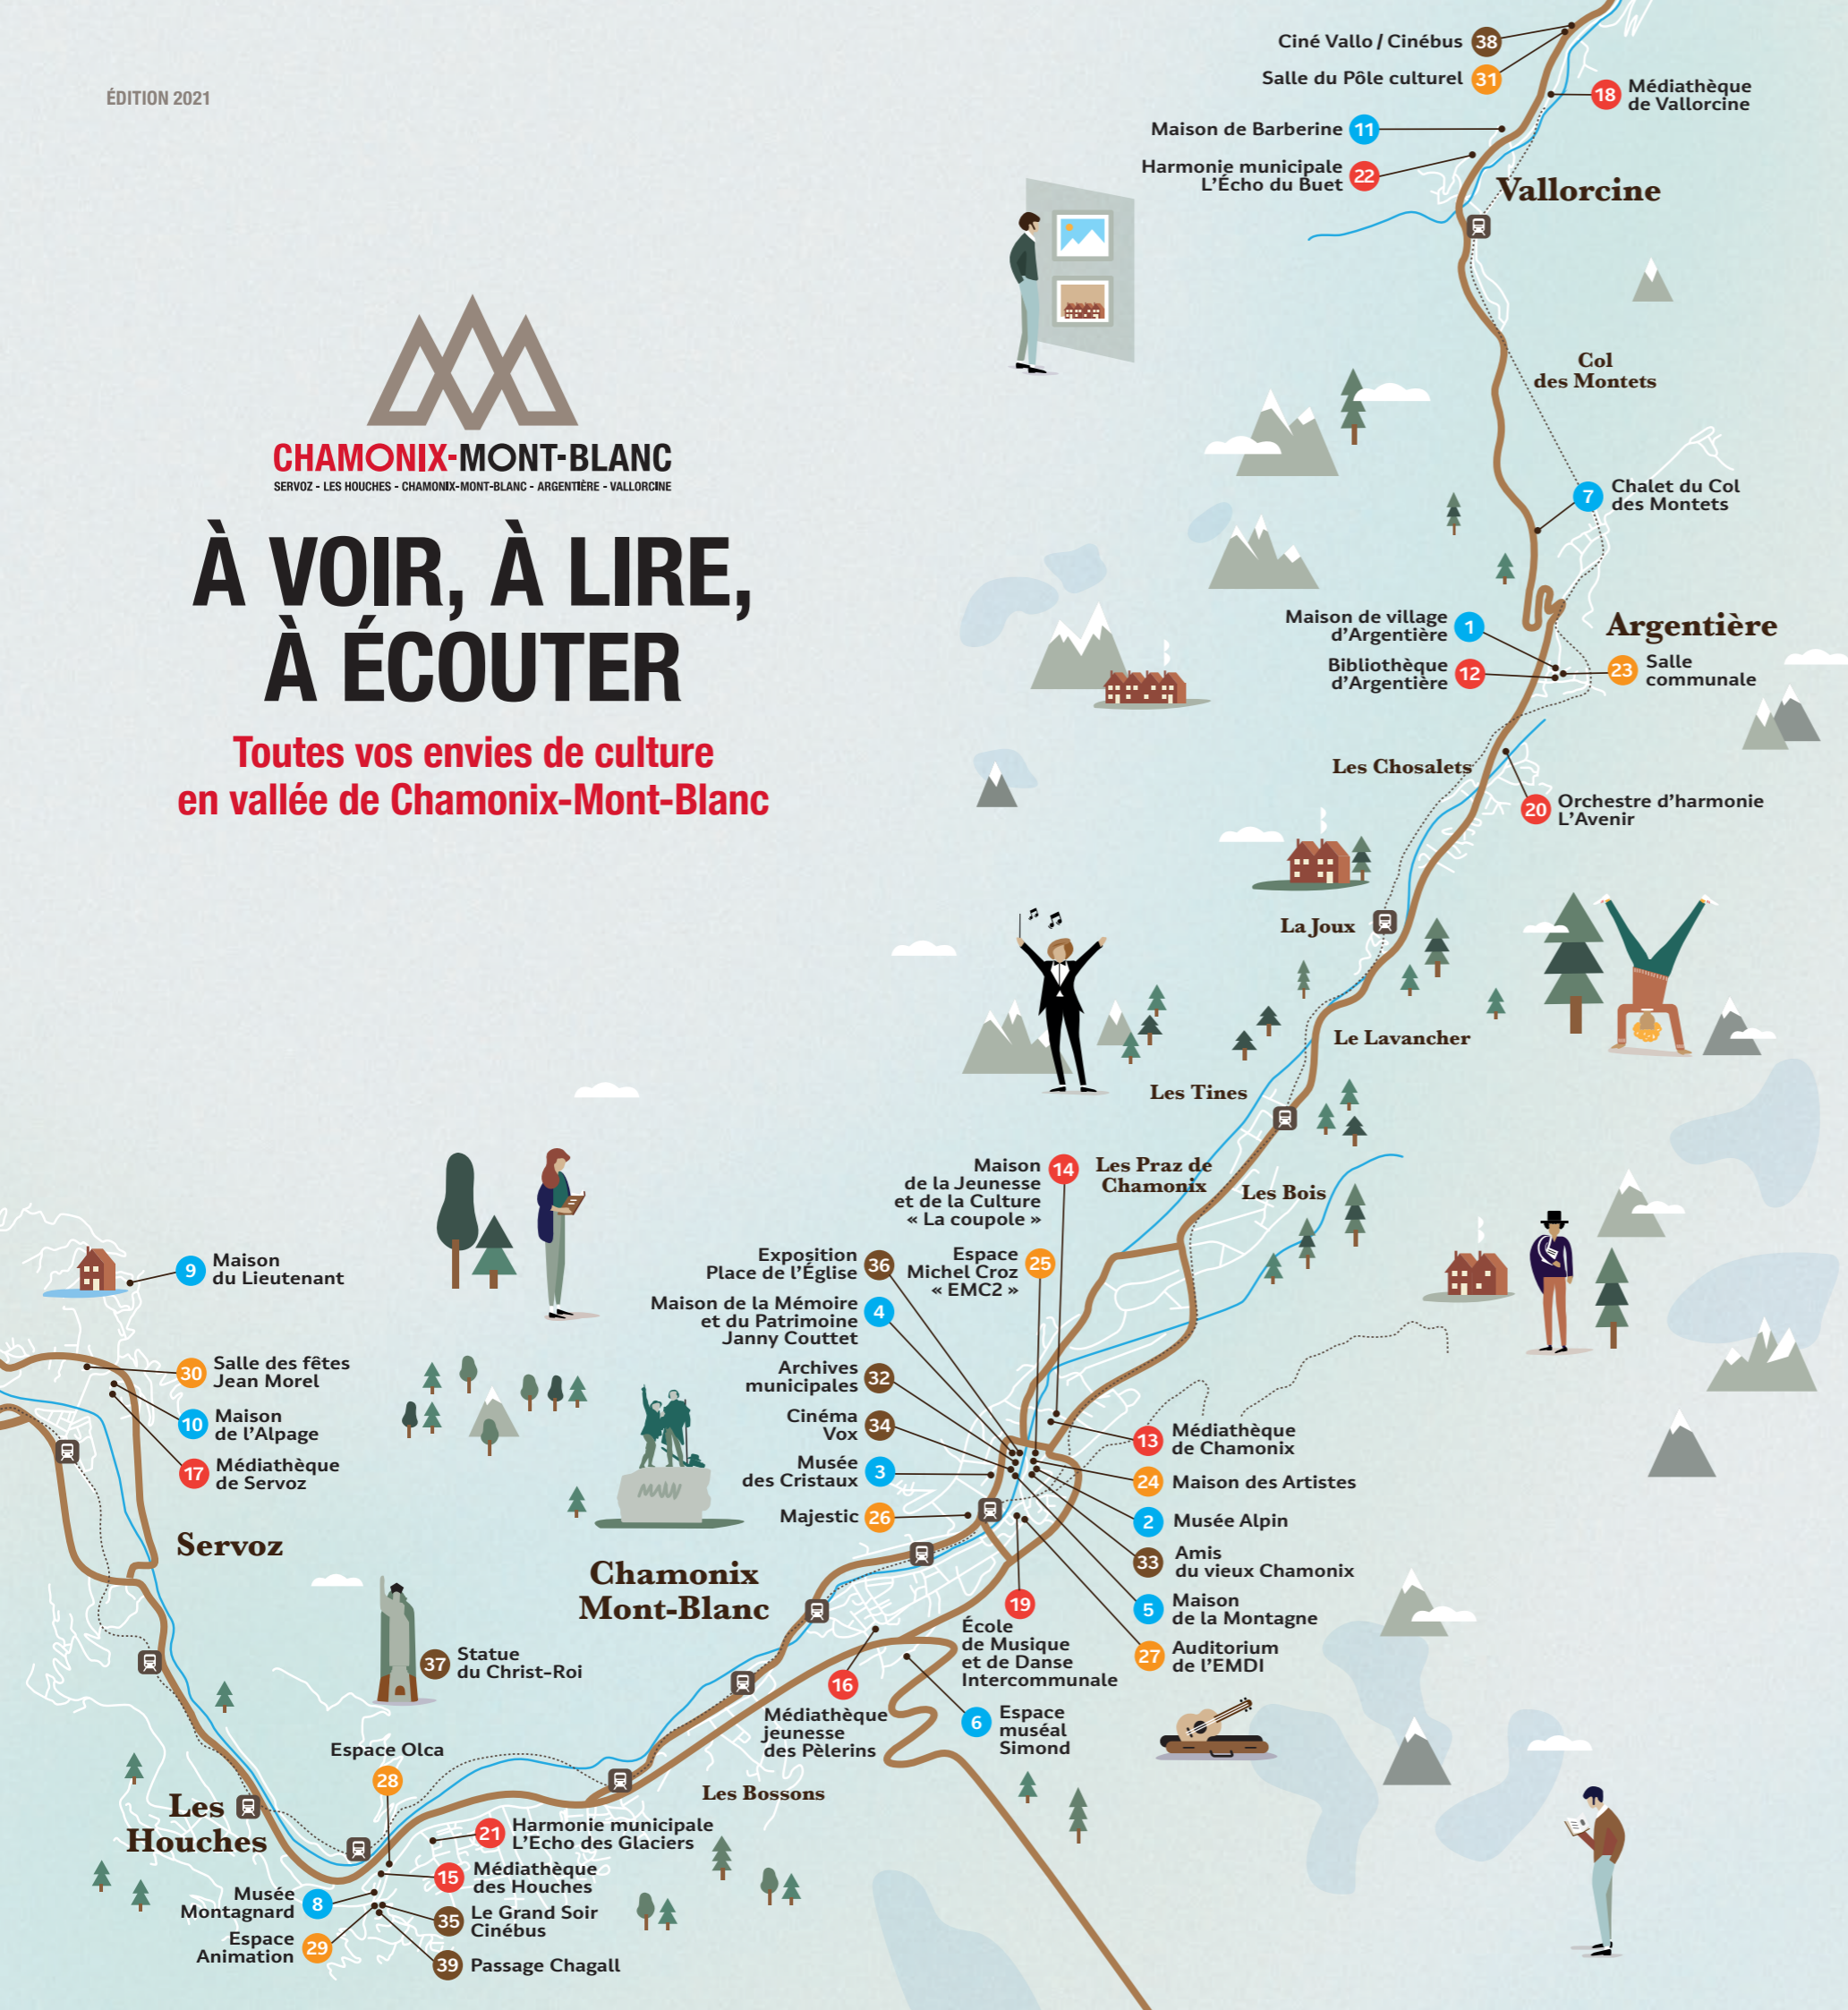 ÉDITION 2021
CHAMONIX-MONT-BLANC
SERVOZ - LES HOUCHES - CHAMONIX-MONT-BLANC - ARGENTIÈRE - VALLORCINE
À VOIR, À LIRE,
À ÉCOUTER
Toutes vos envies de culture
en vallée de Chamonix-Mont-Blanc
Ciné Vallo / Cinébus 38
Salle du Pôle culturel 31
18 Médiathèque
de Vallorcine
Maison de Barberine 11
Harmonie municipale
L'Écho du Buet 22
Vallorcine
Col
des Montets
7 Chalet du Col
des Montets
Maison de village
d'Argentière 1
Argentière
Bibliothèque
d'Argentière 12
23 Salle
communale
Les Chosalets
20 Orchestre d'harmonie
L'Avenir
La Joux
Le Lavancher
Les Tines
Maison
de la Jeunesse
et de la Culture
« La coupole » 14
Les Praz de
Chamonix
Les Bois
Exposition
Place de l'Église 36
Espace
Michel Croz
« EMC2 » 25
Maison de la Mémoire
et du Patrimoine
Janny Couttet 4
Archives
municipales 32
Cinéma
Vox 34
Musée
des Cristaux 3
Majestic 26
13 Médiathèque
de Chamonix
24 Maison des Artistes
2 Musée Alpin
33 Amis
du vieux Chamonix
5 Maison
de la Montagne
27 Auditorium
de l'EMDI
19
École
de Musique
et de Danse
Intercommunale
Chamonix
Mont-Blanc
16
Médiathèque
jeunesse
des Pèlerins
6 Espace
muséal
Simond
Les Bossons
9 Maison
du Lieutenant
30 Salle des fêtes
Jean Morel
10 Maison
de l'Alpage
17 Médiathèque
de Servoz
Servoz
37 Statue
du Christ-Roi
Espace Olca
28
Les
Houches
21 Harmonie municipale
L'Echo des Glaciers
15 Médiathèque
des Houches
Musée
Montagnard 8
35 Le Grand Soir
Cinébus
Espace
Animation 29
39 Passage Chagall